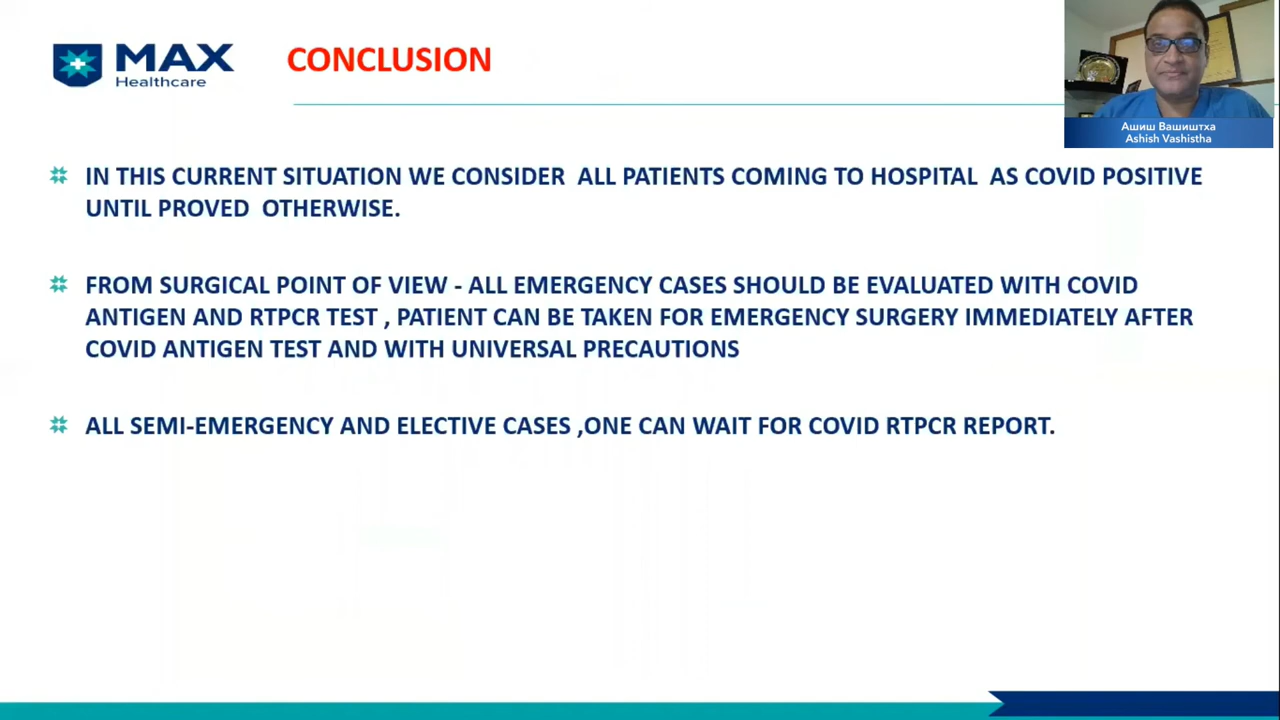 MAX
Healthcare
CONCLUSION
Ашиш Вашиштха
Ashish Vashistha
IN THIS CURRENT SITUATION WE CONSIDER ALL PATIENTS COMING TO HOSPITAL AS COVID POSITIVE
UNTIL PROVED OTHERWISE.
FROM SURGICAL POINT OF VIEW - ALL EMERGENCY CASES SHOULD BE EVALUATED WITH COVID
ANTIGEN AND RTPCR TEST , PATIENT CAN BE TAKEN FOR EMERGENCY SURGERY IMMEDIATELY AFTER
COVID ANTIGEN TEST AND WITH UNIVERSAL PRECAUTIONS
ALL SEMI-EMERGENCY AND ELECTIVE CASES ,ONE CAN WAIT FOR COVID RTPCR REPORT.